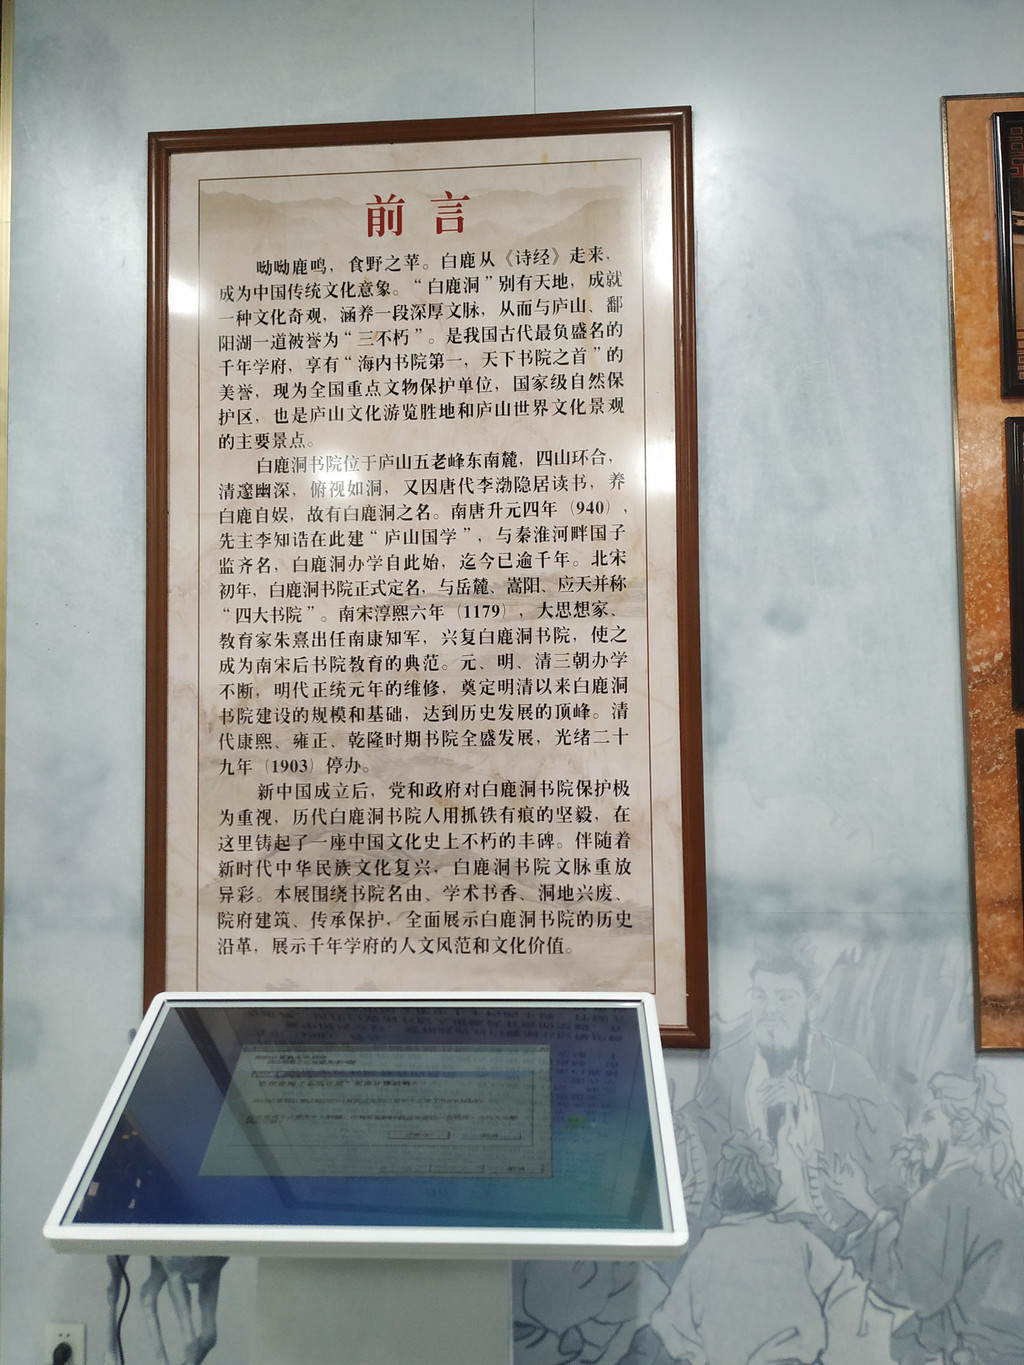 前言
呦呦鹿鸣，食野之苹。白鹿从《诗经》走来，
成为中国传统文化意象。“白鹿洞”别有天地，成就
一种文化奇观，涵养一段深厚文脉，从而与庐山、鄱
阳湖一道被誉为“三不朽”。是我国古代最负盛名的
千年学府，享有“海内书院第一，天下书院之首”的
美誉，现为全国重点文物保护单位，国家级自然保
护区，也是庐山文化游览胜地和庐山世界文化景观
的主要景点。
白鹿洞书院位于庐山五老峰东南麓，四山环合，
清邃幽深，俯视如洞，又因唐代李渤隐居读书，养
白鹿自娱，故有白鹿洞之名。南唐升元四年（940），
先主李知诰在此建“庐山国学”，与秦淮河畔国子
监齐名，白鹿洞办学自此始，迄今已逾千年。北宋
初年，白鹿洞书院正式定名，与岳麓、嵩阳、应天并称
“四大书院”。南宋淳熙六年（1179），大思想家、
教育家朱熹出任南康知军，兴复白鹿洞书院，使之
成为南宋后书院教育的典范。元、明、清三朝办学
不断，明代正统元年的维修，奠定明清以来白鹿洞
书院建设的规模和基础，达到历史发展的顶峰。清
代康熙、雍正、乾隆时期书院全盛发展，光绪二十
九年（1903）停办。
新中国成立后，党和政府对白鹿洞书院保护极
为重视，历代白鹿洞书院人用抓铁有痕的坚毅，在
这里铸起了一座中国文化史上不朽的丰碑。伴随着
新时代中华民族文化复兴，白鹿洞书院文脉重放
异彩。本展围绕书院名由、学术书香、洞地兴废、
院府建筑、传承保护，全面展示白鹿洞书院的历史
沿革，展示千年学府的人文风范和文化价值。